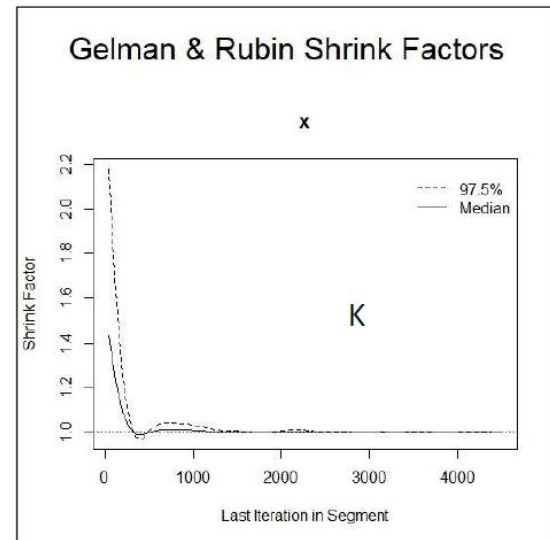 Gelman & Rubin Shrink Factors
x
2.2
2.0
1.8
1.6
1.4
1.2
1.0
Shrink Factor
97.5%
Median
K
0 1000 2000 3000 4000
Last Iteration in Segment